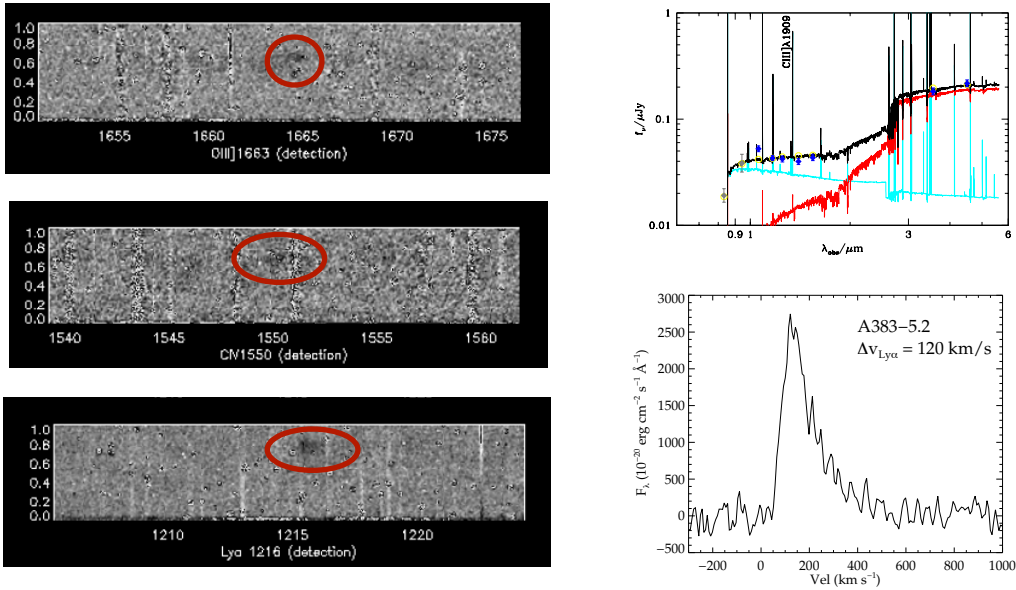 1.0
0.8
0.6
0.4
0.2
0.0
1655 1660 1665 1670 1675
OIII]1663 (detection)
1.0
0.8
0.6
0.4
0.2
0.0
1540 1545 1550 1555 1560
CIV1550 (detection)
1.0
0.8
0.6
0.4
0.2
0.0
1210 1215 1220
Lyα 1216 (detection)
1
0.1
0.01
fν/μJy
CIII]λ1909
0.9 1 3 6
λobs/μm
3000
2500
2000
1500
1000
500
0
−500
Fλ (10⁻²⁰ erg cm⁻² s⁻¹ Å⁻¹)
A383−5.2
ΔvLyα = 120 km/s
−200 0 200 400 600 800 1000
Vel (km s⁻¹)